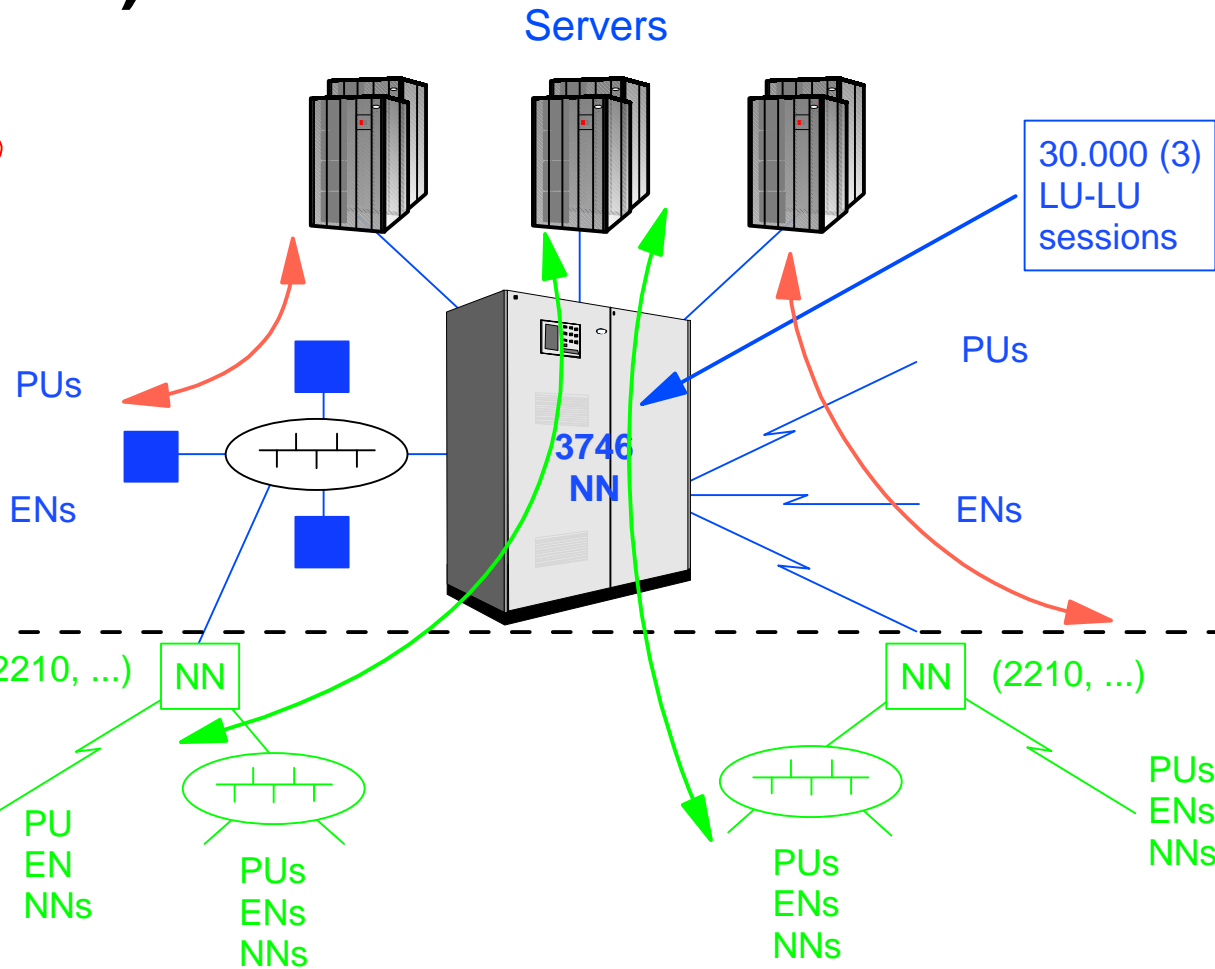 Servers
30.000 (3)
LU-LU
sessions
PUs
PUs
3746
NN
ENs
ENs
2210, ...)
NN
NN
(2210, ...)
PU
EN
NNs
PUs
ENs
NNs
PUs
ENs
NNs
PUs
ENs
NNs